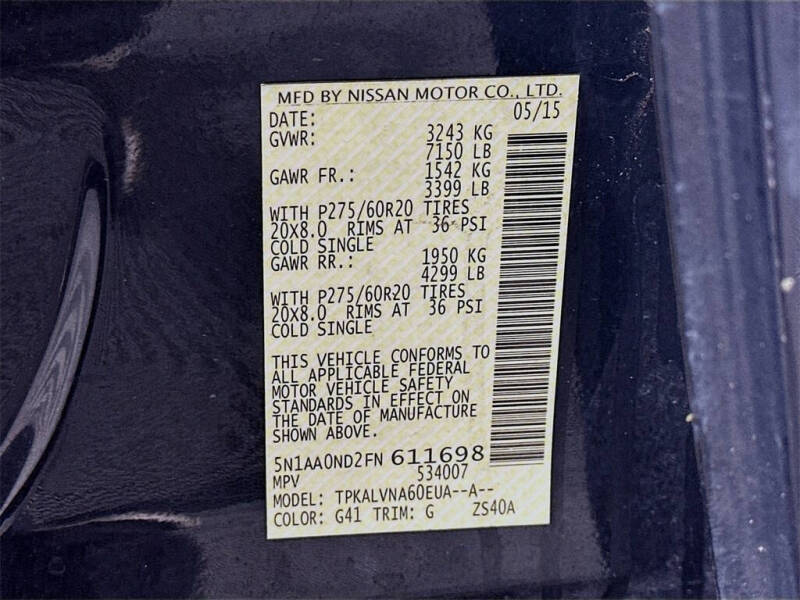 MFD BY NISSAN MOTOR CO., LTD.
DATE: 05/15
GVWR: 3243 KG
7150 LB
GAWR FR.: 1542 KG
3399 LB
WITH P275/60R20 TIRES
20X8.0 RIMS AT 36 PSI
COLD SINGLE
GAWR RR.: 1950 KG
4299 LB
WITH P275/60R20 TIRES
20X8.0 RIMS AT 36 PSI
COLD SINGLE
THIS VEHICLE CONFORMS TO
ALL APPLICABLE FEDERAL
MOTOR VEHICLE SAFETY
STANDARDS IN EFFECT ON
THE DATE OF MANUFACTURE
SHOWN ABOVE.
5N1AA0ND2FN 611698
MPV 534007
MODEL: TPKALVNA60EUA--A--
COLOR: G41 TRIM: G ZS40A